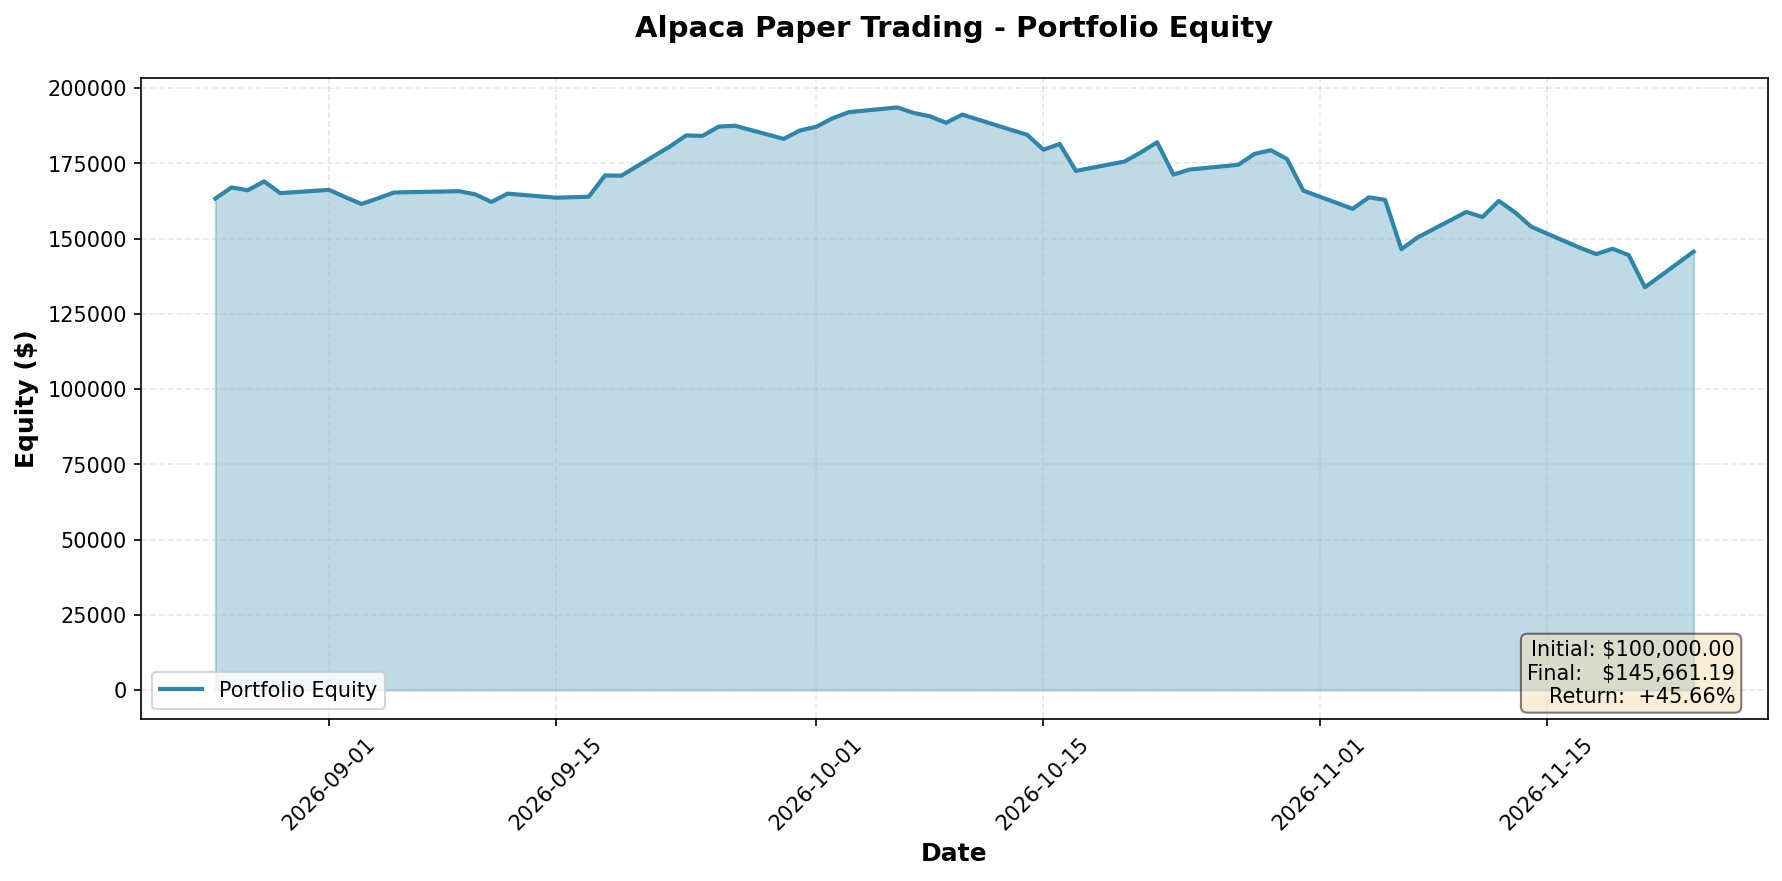 Alpaca Paper Trading - Portfolio Equity
Equity ($)
200000
175000
150000
125000
100000
75000
50000
25000
0
Portfolio Equity
Initial: $100,000.00
Final:   $145,661.19
Return:  +45.66%
2026-09-01
2026-09-15
2026-10-01
2026-10-15
2026-11-01
2026-11-15
Date